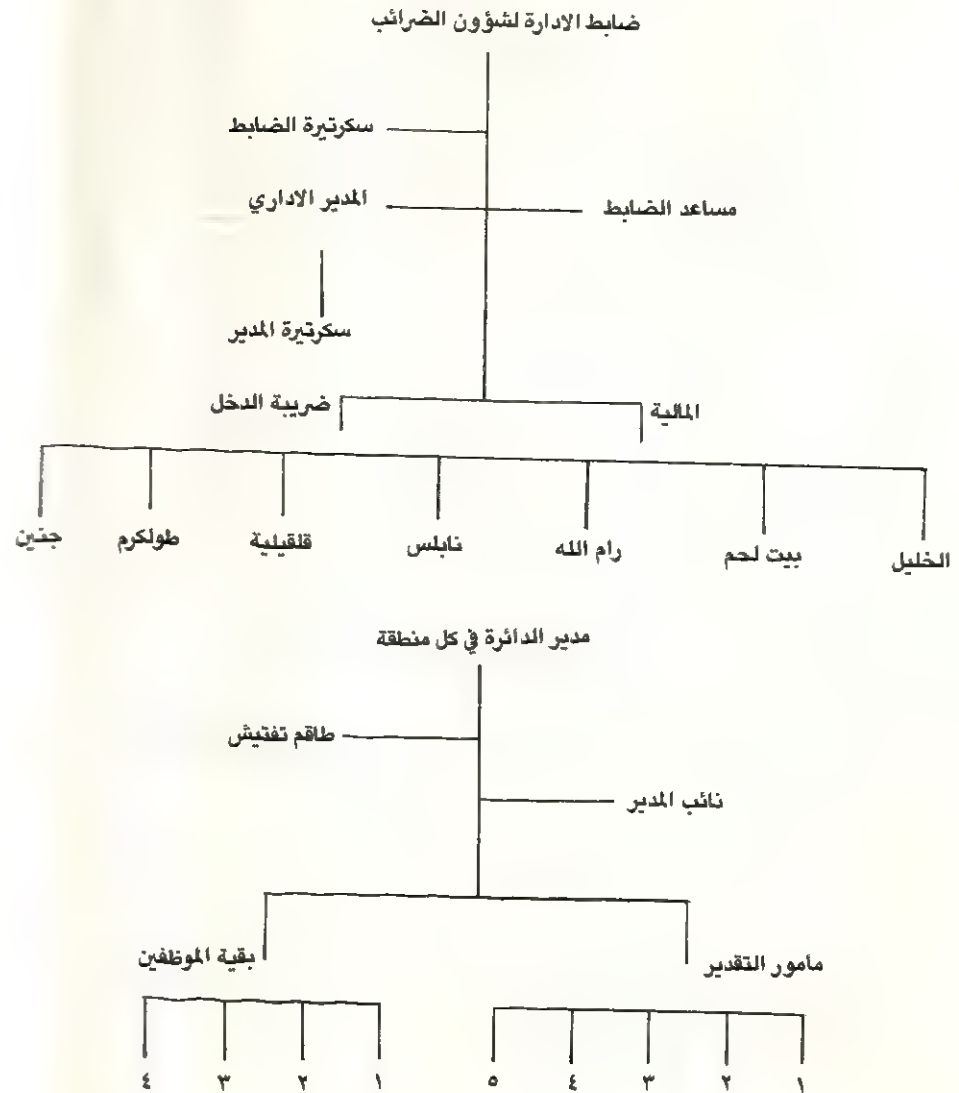 ضابط الادارة لشؤون الضرائب
سكرتيرة الضابط
مساعد الضابط
المدير الاداري
سكرتيرة المدير
المالية
ضريبة الدخل
الخليل
بيت لحم
رام الله
نابلس
قلقيلية
طولكرم
جنين
مدير الدائرة في كل منطقة
طاقم تفتيش
نائب المدير
مامور التقدير
بقية الموظفين
١ ٢ ٣ ٤ ٥
١ ٢ ٣ ٤